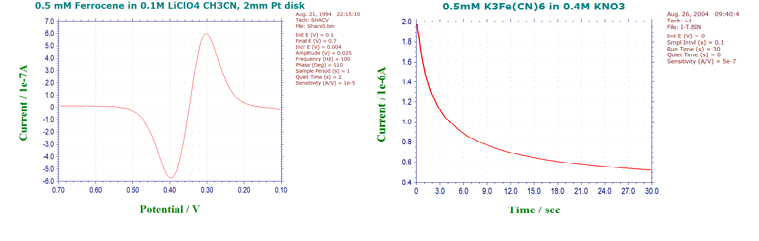 0.5 mM Ferrocene in 0.1M LiClO4 CH3CN, 2mm Pt disk
Aug. 21, 1994 22:15:10
Tech: SHACV
File: Shacv0.bin
Init E (V) = 0.1
Final E (V) = 0.7
Incr E (V) = 0.004
Amplitude (V) = 0.025
Frequency (Hz) = 100
Phase (Deg) = 110
Sample Period (s) = 1
Quiet Time (s) = 2
Sensitivity (A/V) = 1e-5
Current / 1e-7A
7.0
6.0
5.0
4.0
3.0
2.0
1.0
0
-1.0
-2.0
-3.0
-4.0
-5.0
-6.0
0.70 0.60 0.50 0.40 0.30 0.20 0.10
Potential / V
0.5mM K3Fe(CN)6 in 0.4M KNO3
Aug. 26, 2004 09:40:4
File: I-T.BIN
Init E (V) = 0
Smpl Intvl (s) = 0.1
Run Time (s) = 30
Quiet Time (s) = 0
Sensitivity (A/V) = 5e-7
Current / 1e-6A
2.0
1.8
1.6
1.4
1.2
1.0
0.8
0.6
0.4
0 3.0 6.0 9.0 12.0 15.0 18.0 21.0 24.0 27.0 30.0
Time / sec